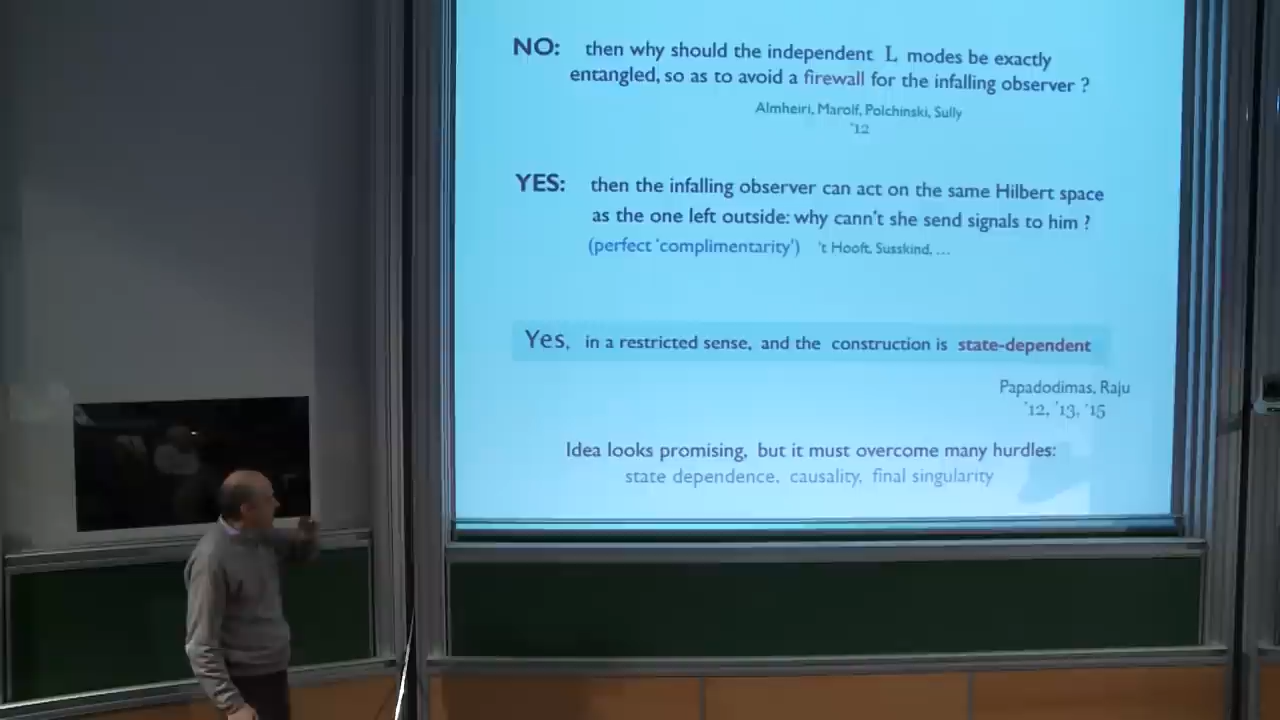 NO: then why should the independent L modes be exactly
entangled, so as to avoid a firewall for the infalling observer ?
Almheiri, Marolf, Polchinski, Sully
'12
YES: then the infalling observer can act on the same Hilbert space
as the one left outside: why cann't she send signals to him ?
(perfect 'complimentarity') 't Hooft, Susskind, ...
Yes, in a restricted sense, and the construction is state-dependent
Papadodimas, Raju
'12, '13, '15
Idea looks promising, but it must overcome many hurdles:
state dependence, causality, final singularity